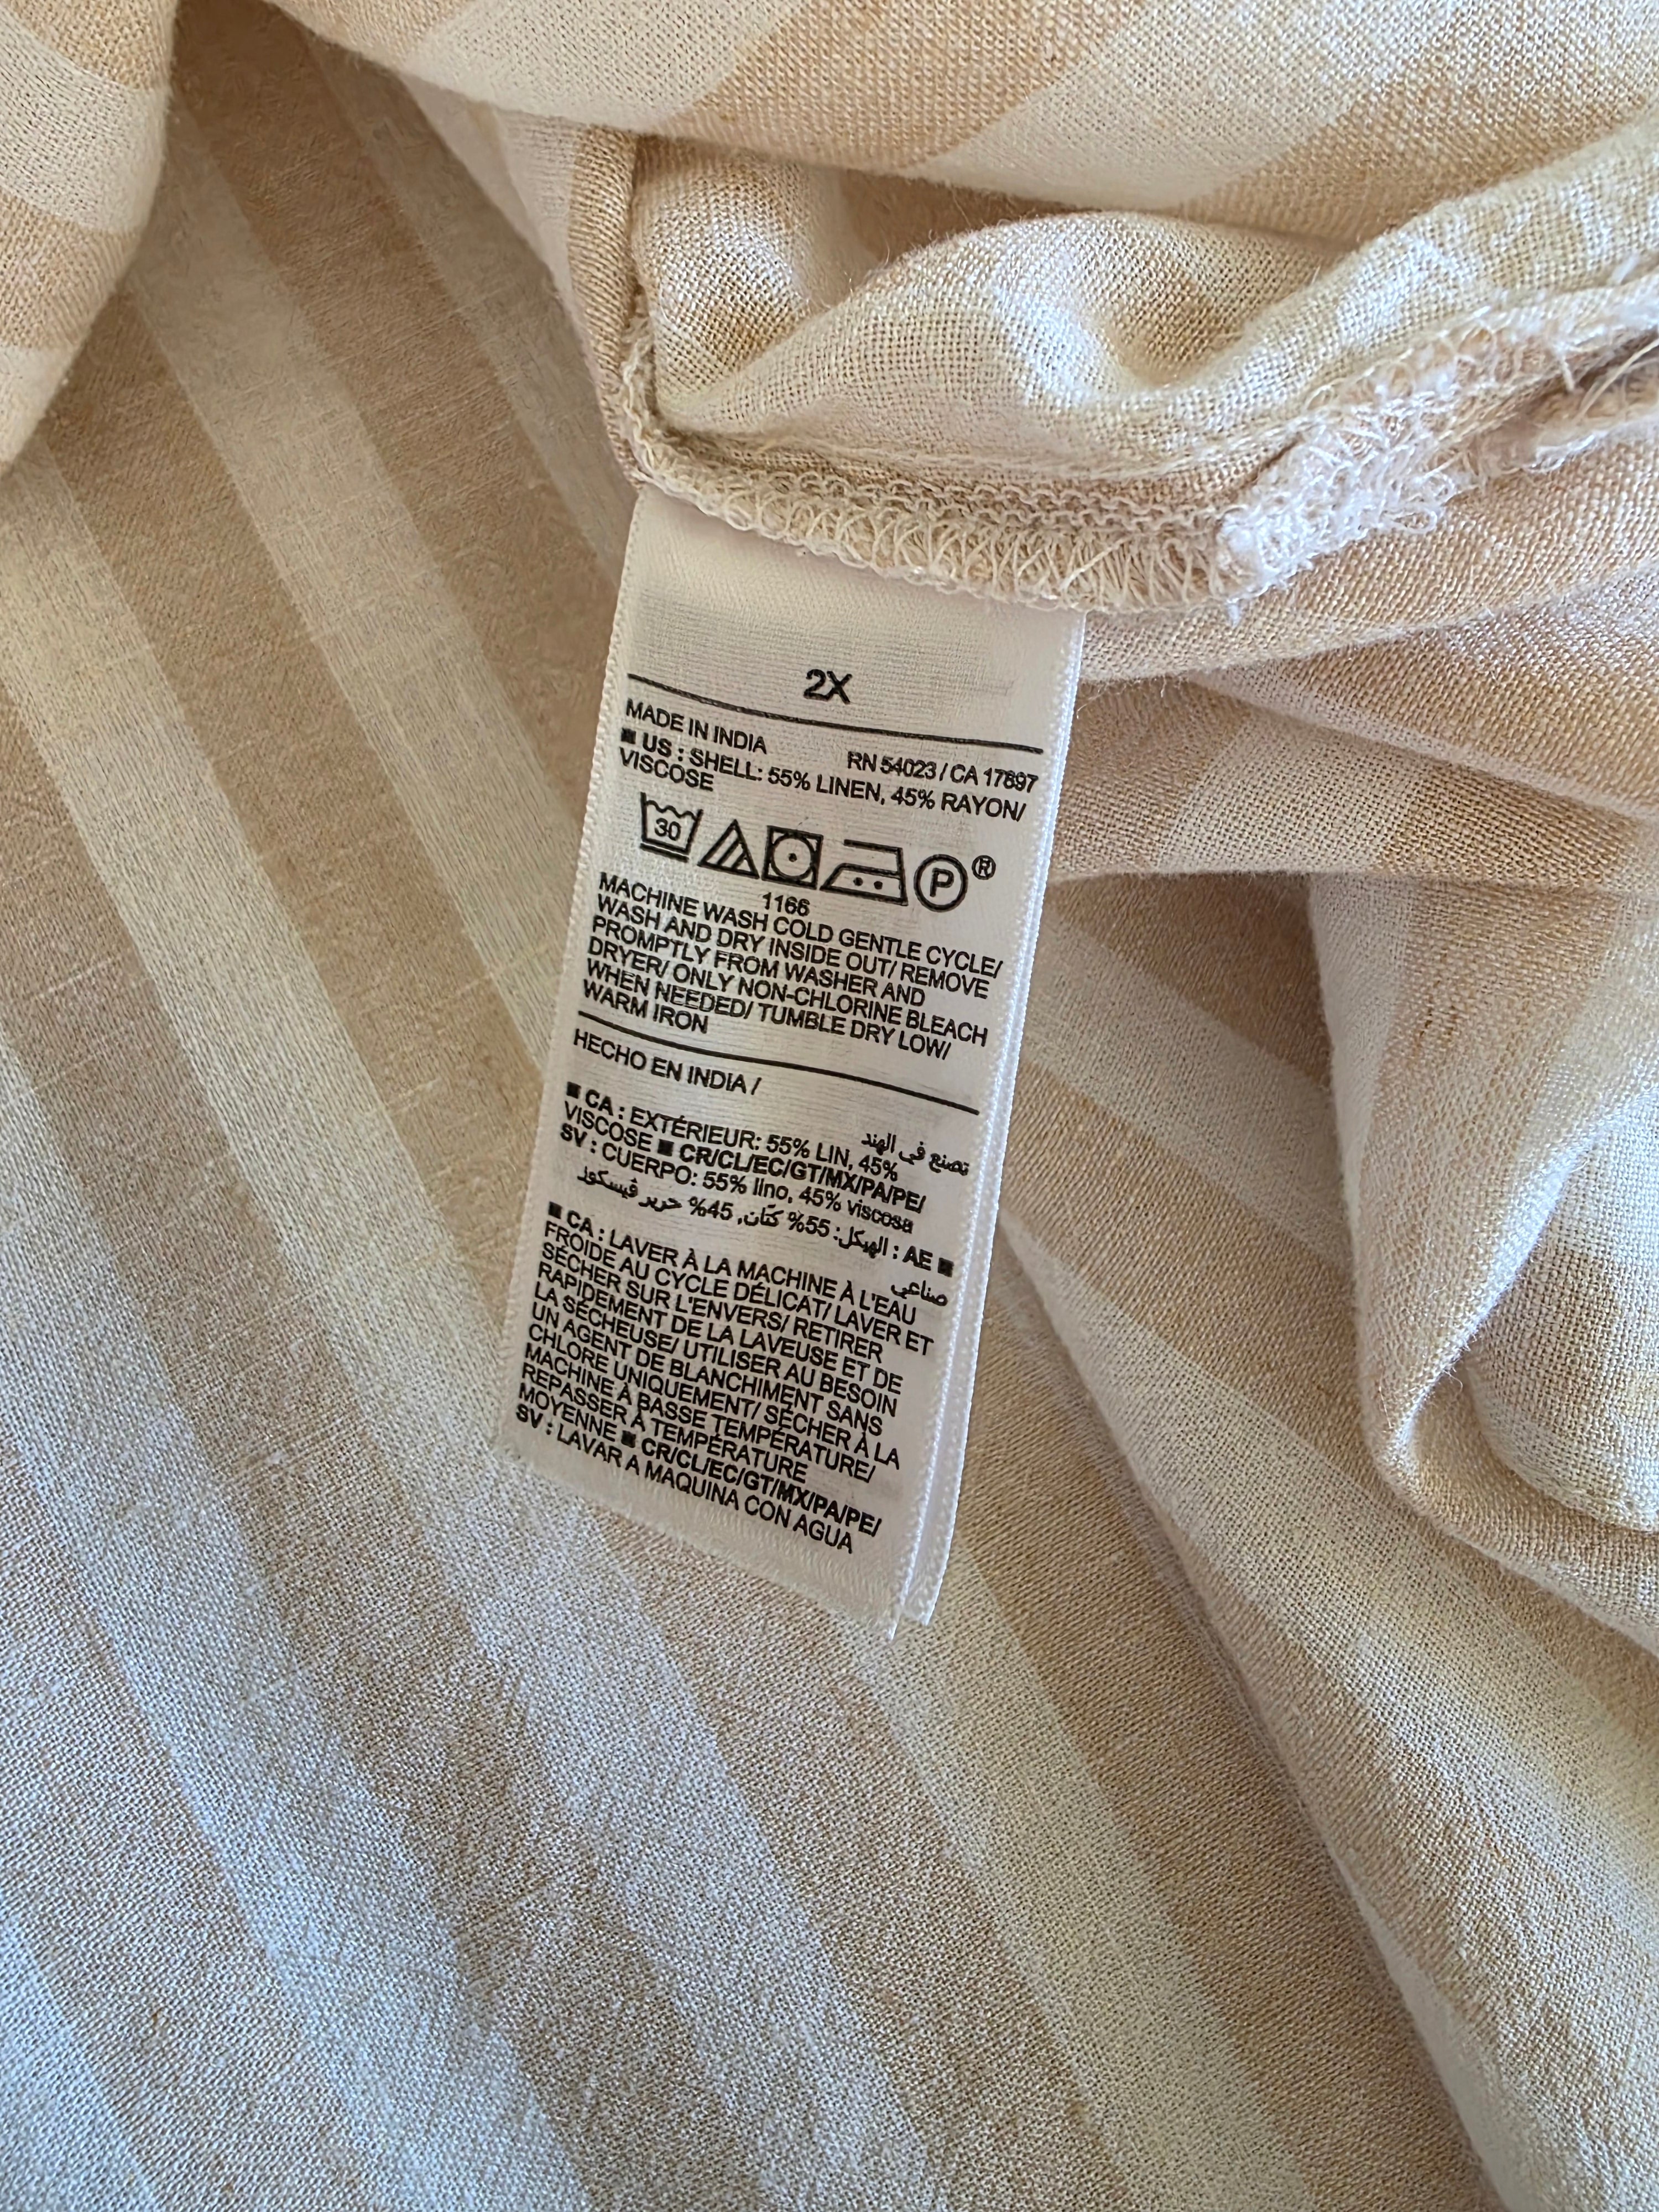 2X
MADE IN INDIA
RN 54023 / CA 17897
■ US : SHELL: 55% LINEN, 45% RAYON/
VISCOSE
30 P ®
1166
MACHINE WASH COLD GENTLE CYCLE/
WASH AND DRY INSIDE OUT/ REMOVE
PROMPTLY FROM WASHER AND
DRYER/ ONLY NON-CHLORINE BLEACH
WHEN NEEDED/ TUMBLE DRY LOW/
WARM IRON
HECHO EN INDIA /
تصنع في الهند
■ CA : EXTÉRIEUR: 55% LIN, 45%
VISCOSE ■ CR/CL/EC/GT/MX/PA/PE/
SV : CUERPO: 55% lino, 45% viscosa
■ AE : الهيكل: 55% كتّان, 45% حرير ڤيسكوز
صناعي
■ CA : LAVER À LA MACHINE À L'EAU
FROIDE AU CYCLE DÉLICAT/ LAVER ET
SÉCHER SUR L'ENVERS/ RETIRER
RAPIDEMENT DE LA LAVEUSE ET DE
LA SÉCHEUSE/ UTILISER AU BESOIN
UN AGENT DE BLANCHIMENT SANS
CHLORE UNIQUEMENT/ SÉCHER À LA
MACHINE À BASSE TEMPÉRATURE/
REPASSER À TEMPÉRATURE
MOYENNE ■ CR/CL/EC/GT/MX/PA/PE/
SV : LAVAR A MAQUINA CON AGUA